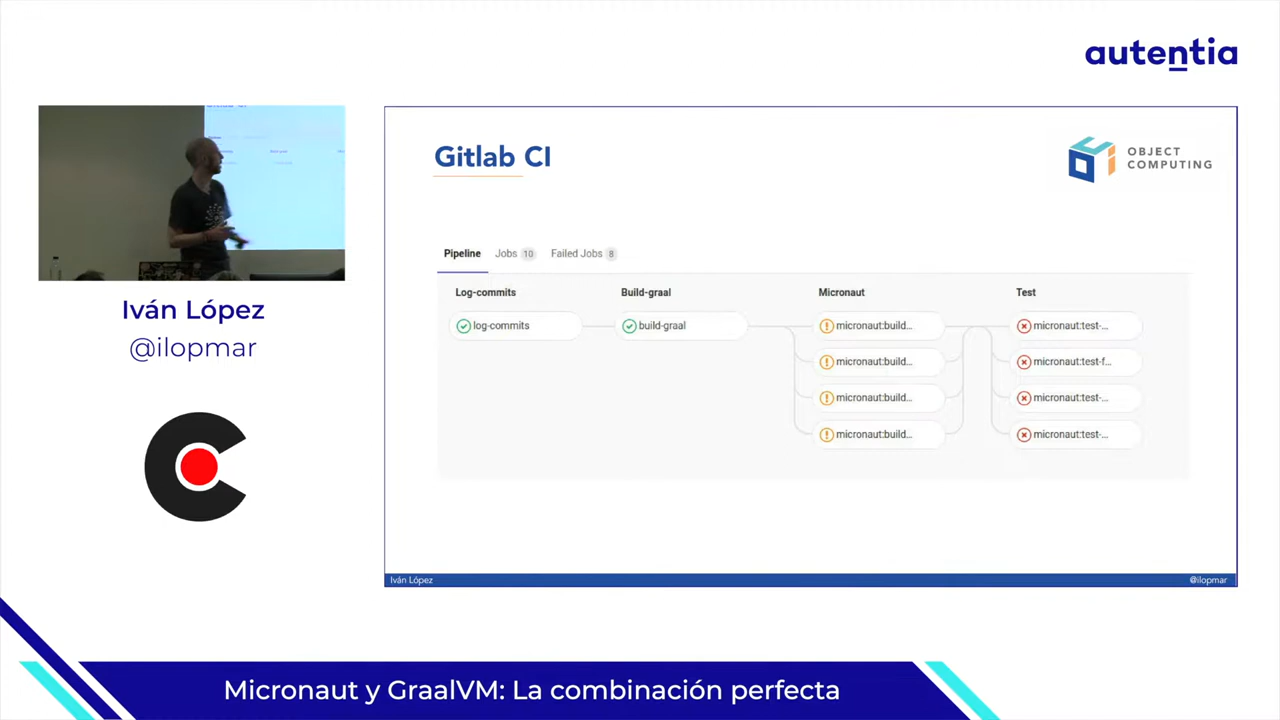 autentia
Gitlab CI
OBJECT
COMPUTING
Pipeline Jobs 10 Failed Jobs 8
Log-commits Build-graal Micronaut Test
log-commits build-graal micronaut:build... micronaut:test-...
micronaut:build... micronaut:test-f...
micronaut:build... micronaut:test-...
micronaut:build... micronaut:test-...
Iván López @ilopmar
Iván López
@ilopmar
Micronaut y GraalVM: La combinación perfecta